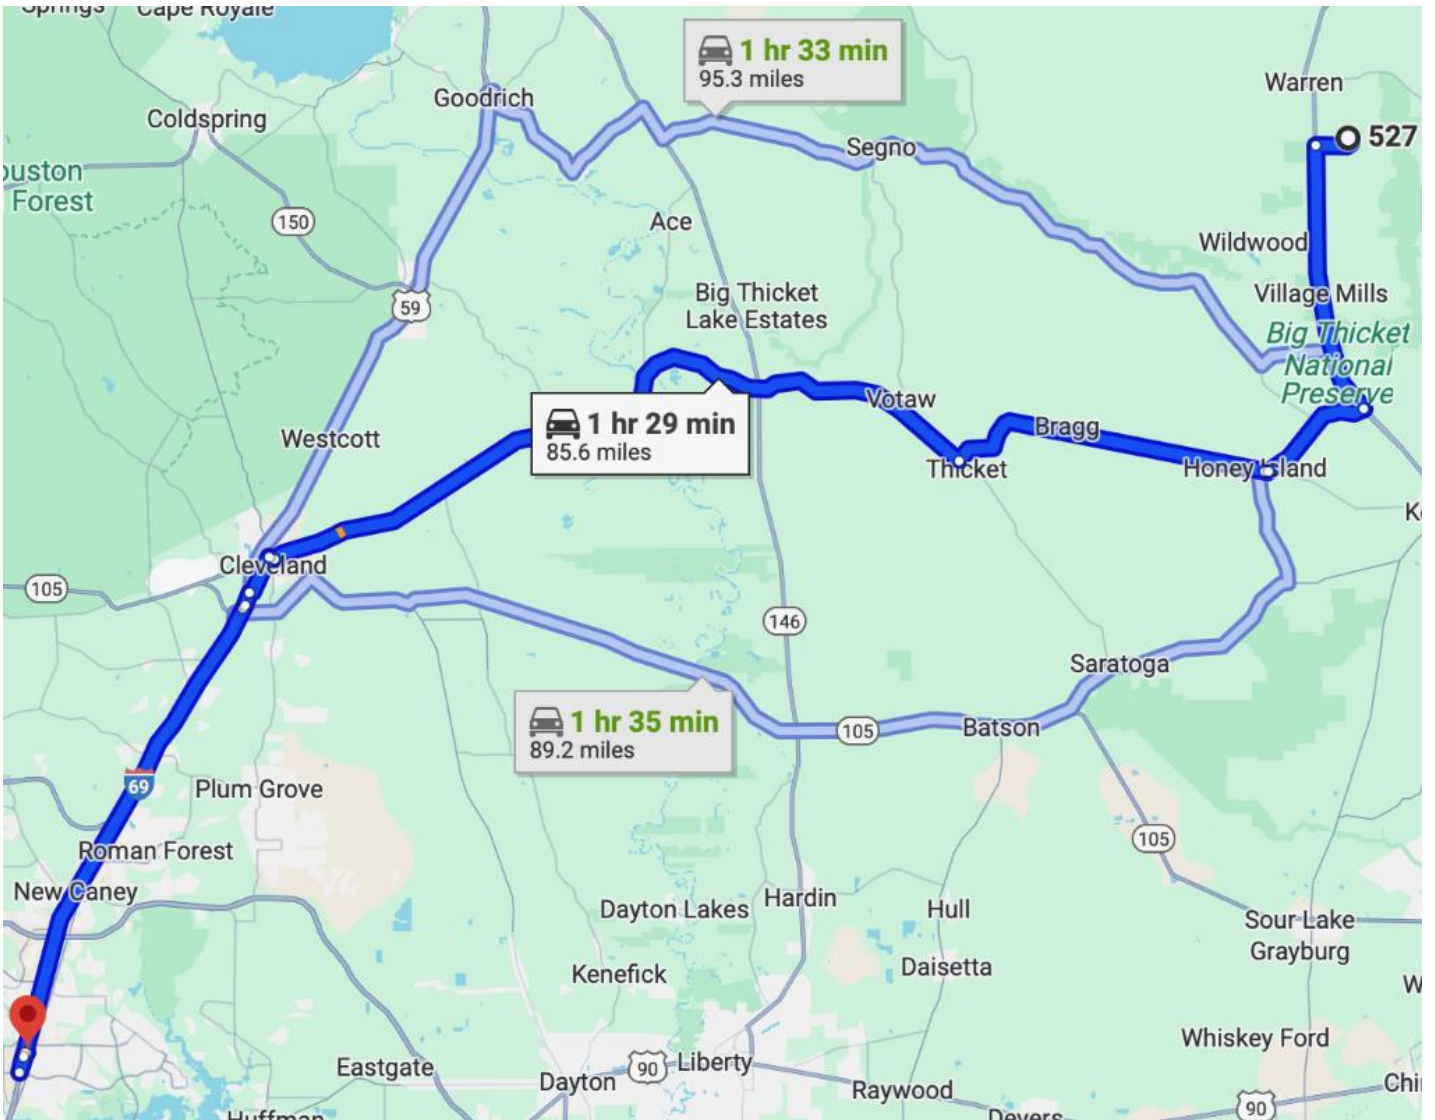 Springs
Cape Royale
1 hr 33 min
95.3 miles
Warren
Goodrich
Coldspring
527
Segno
ouston
Forest
150
Ace
Wildwood
Big Thicket
Lake Estates
Village Mills
59
Big Thicket
National
Preserve
Votaw
1 hr 29 min
85.6 miles
Westcott
Bragg
Thicket
Honey Island
Cleveland
105
146
Saratoga
1 hr 35 min
89.2 miles
105
Batson
69
Plum Grove
105
Roman Forest
New Caney
Dayton Lakes
Hardin
Hull
Sour Lake
Grayburg
Kenefick
Daisetta
W
Whiskey Ford
Eastgate
Dayton
90
Liberty
Raywood
Chi
90
Huffman
Devers